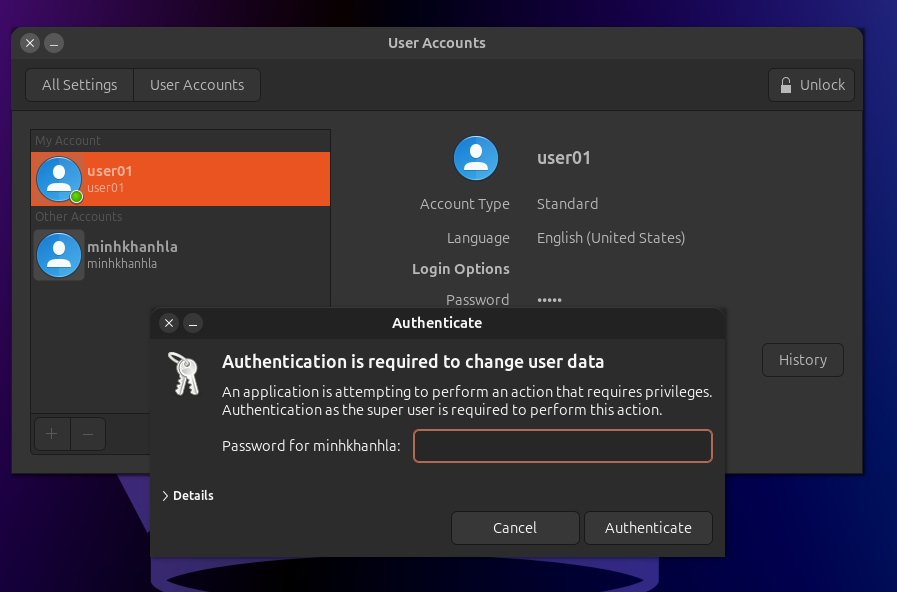 User Accounts
All Settings
User Accounts
Unlock
My Account
user01
user01
Other Accounts
minhkhanhla
minhkhanhla
user01
Account Type
Standard
Language
English (United States)
Login Options
Password
•••••
History
Authenticate
Authentication is required to change user data
An application is attempting to perform an action that requires privileges.
Authentication as the super user is required to perform this action.
Password for minhkhanhla:
Details
Cancel
Authenticate